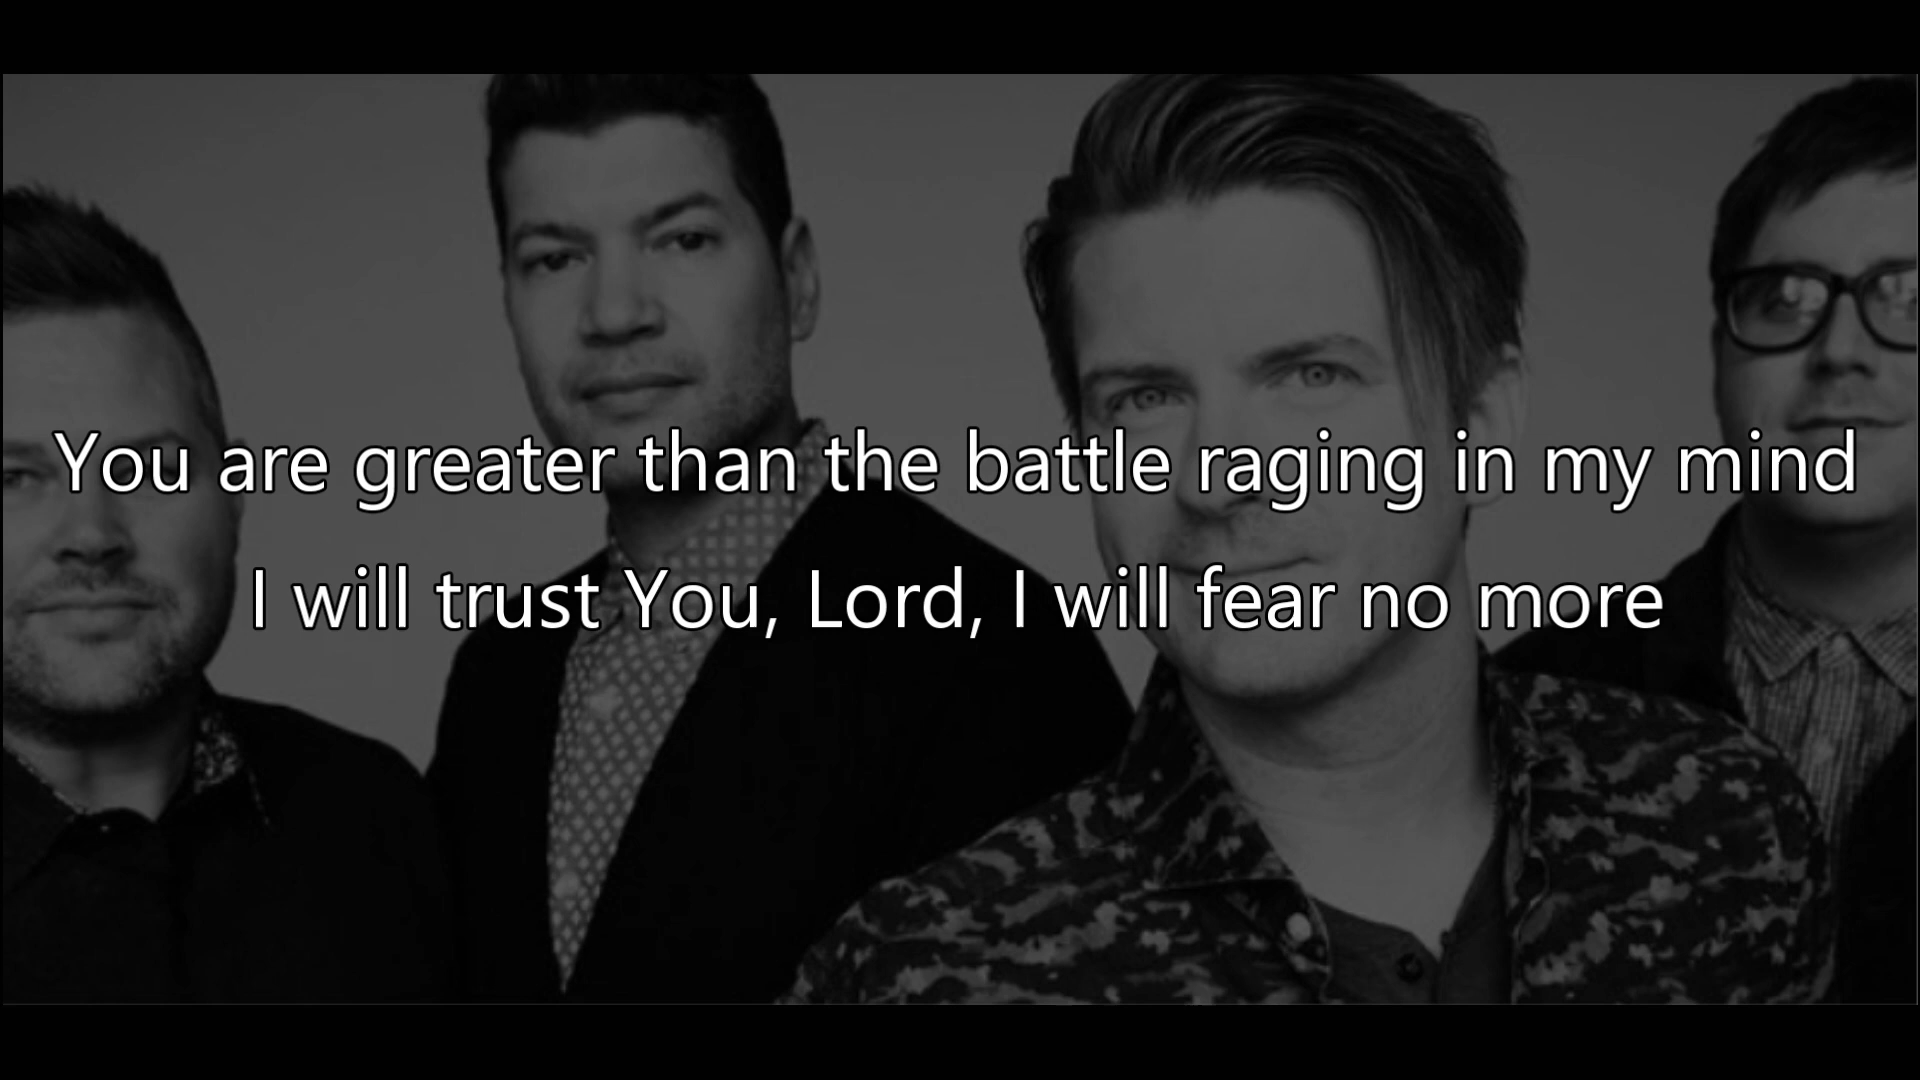 You are greater than the battle raging in my mind
I will trust You, Lord, I will fear no more